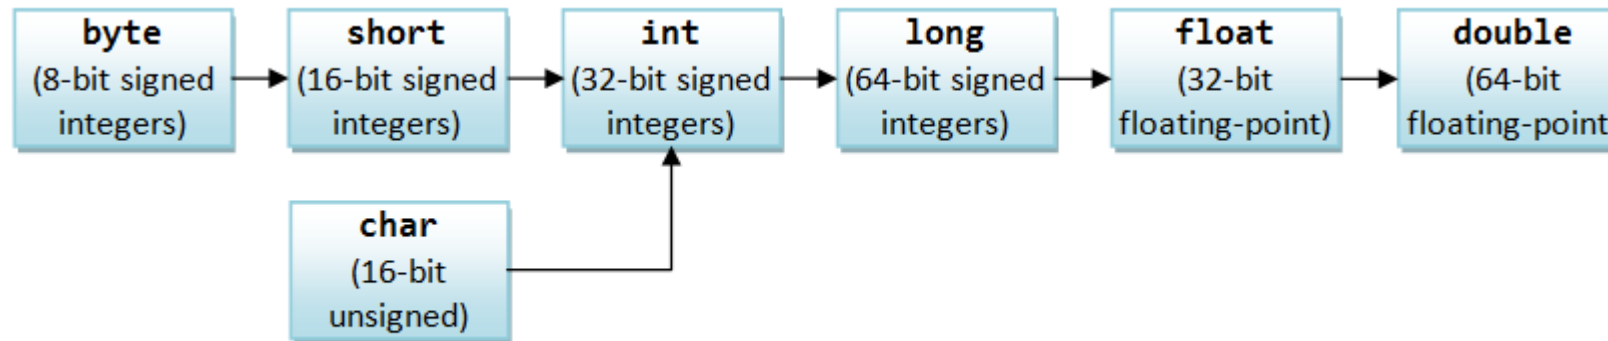 byte
(8-bit signed
integers)
short
(16-bit signed
integers)
int
(32-bit signed
integers)
long
(64-bit signed
integers)
float
(32-bit
floating-point)
double
(64-bit
floating-point
char
(16-bit
unsigned)